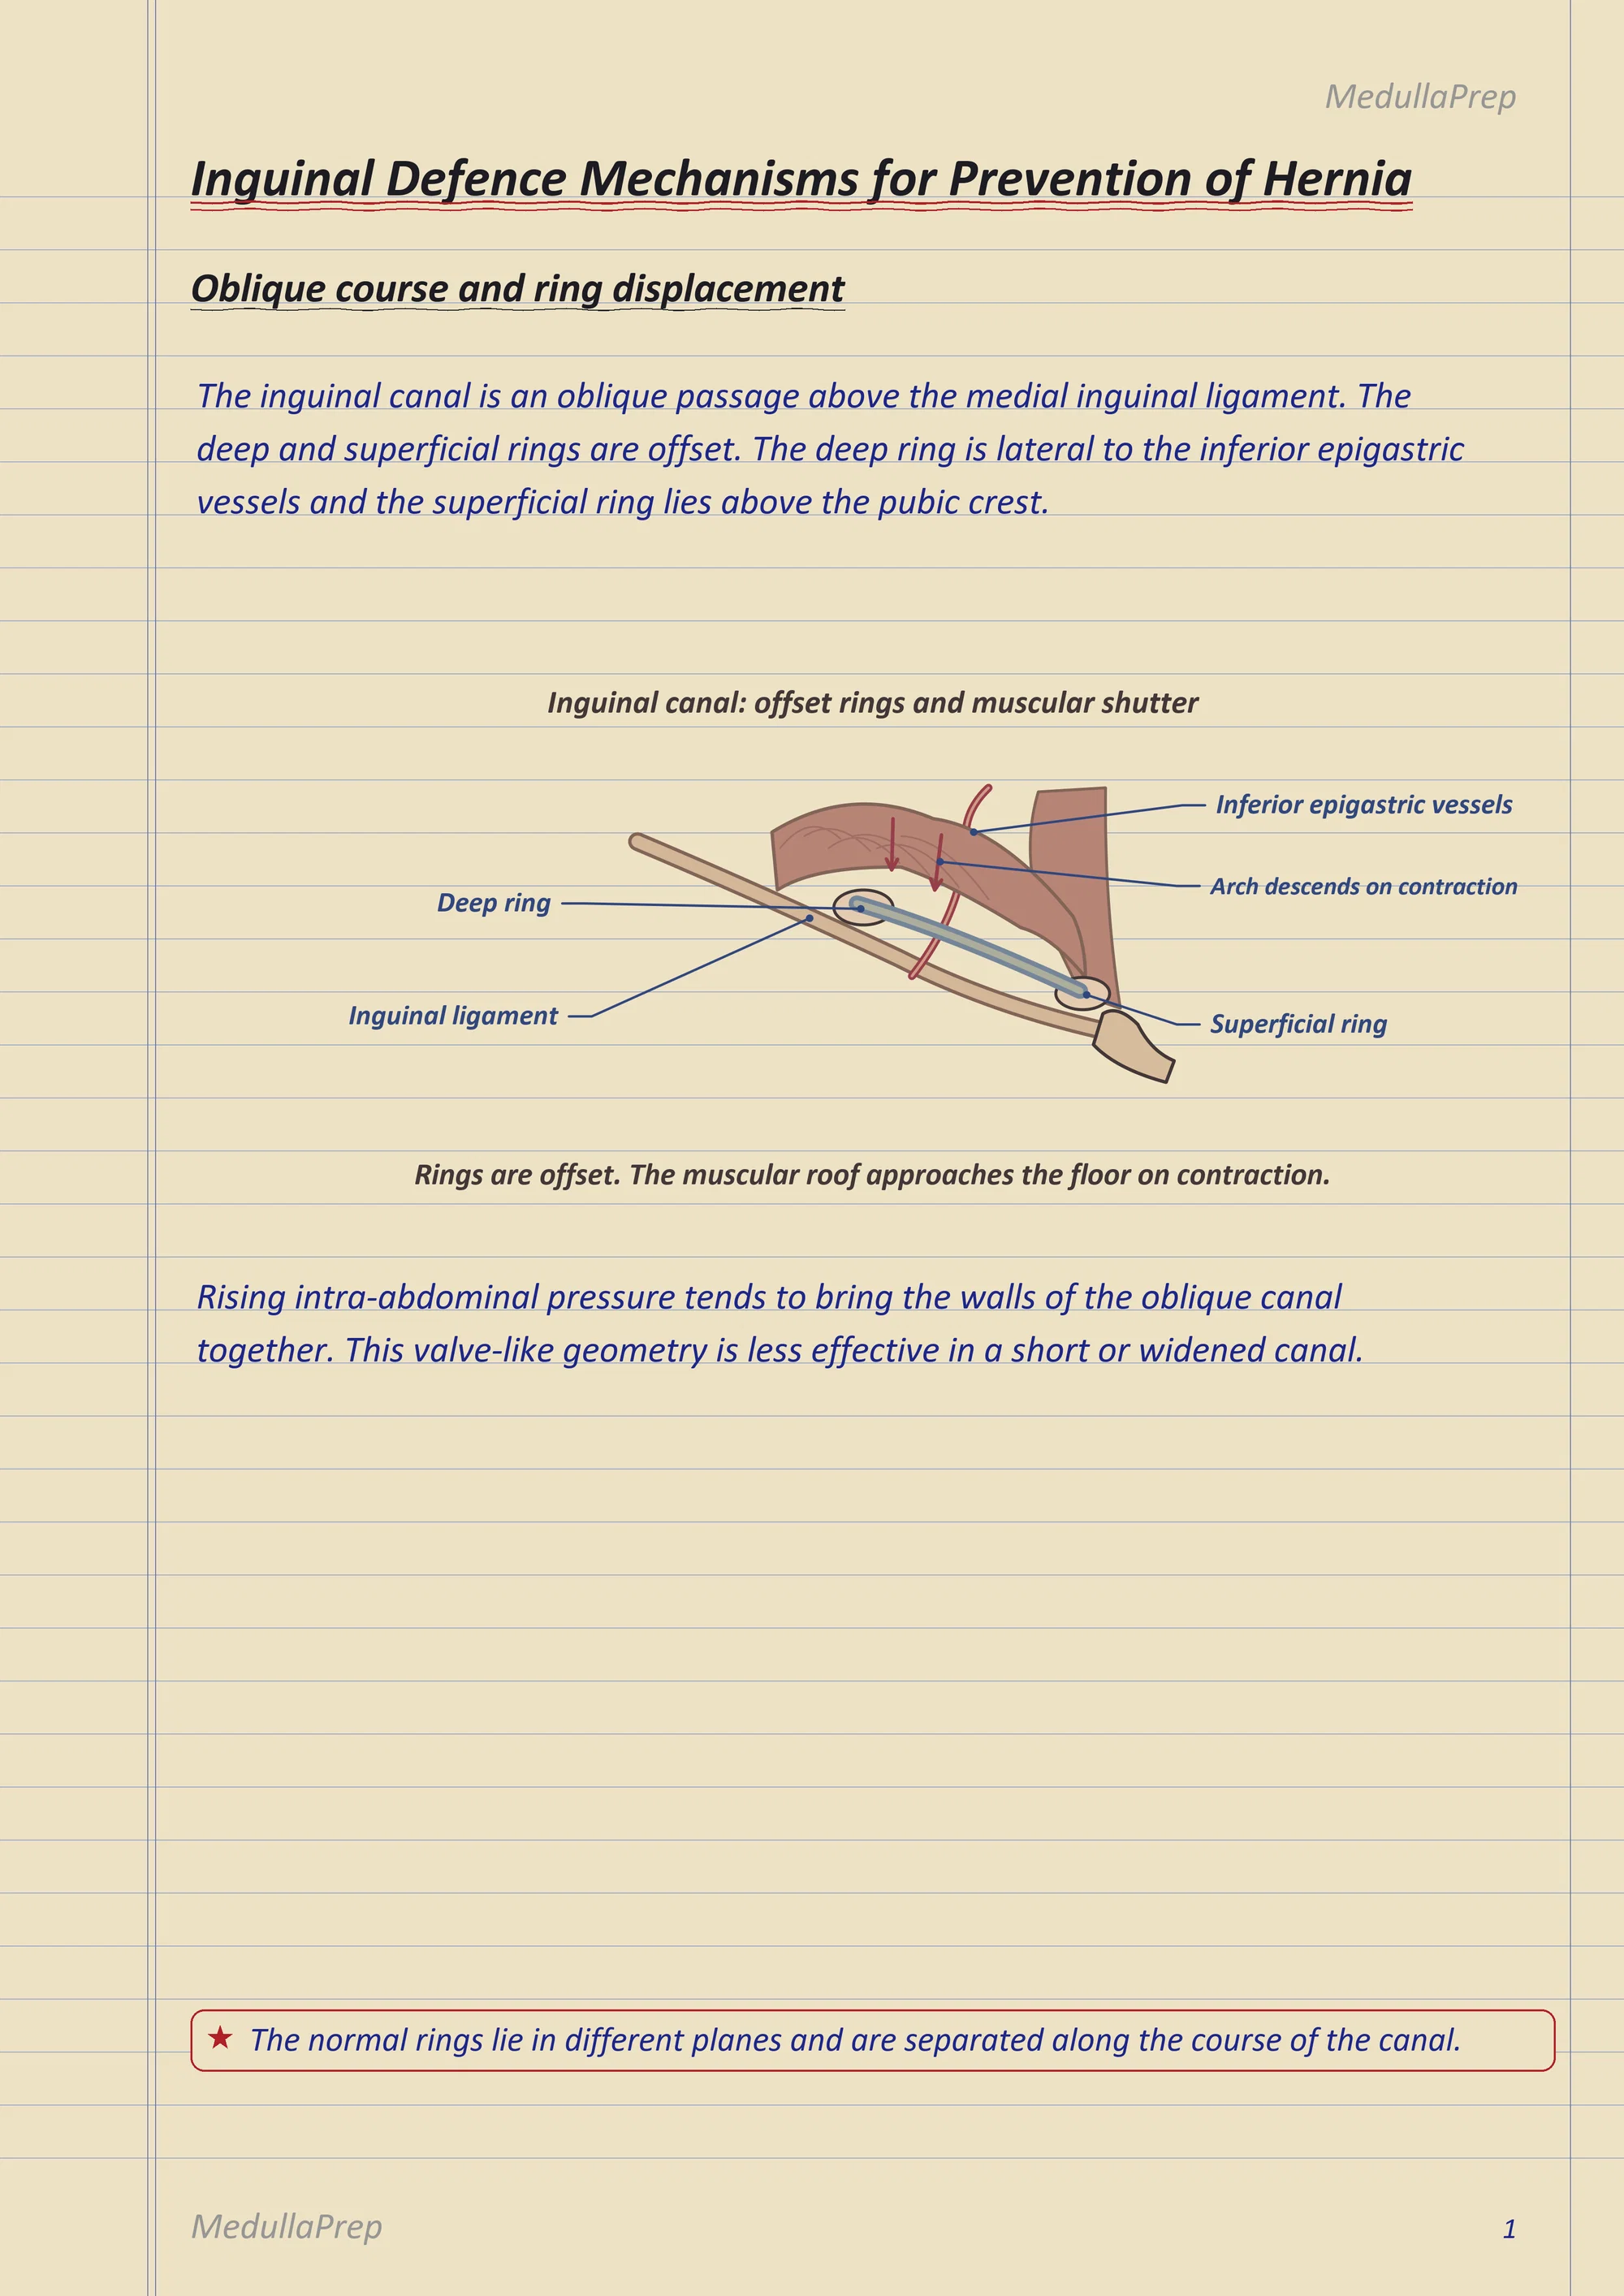 MedullaPrep
Inguinal Defence Mechanisms for Prevention of Hernia
Oblique course and ring displacement
The inguinal canal is an oblique passage above the medial inguinal ligament. The
deep and superficial rings are offset. The deep ring is lateral to the inferior epigastric
vessels and the superficial ring lies above the pubic crest.
Inguinal canal: offset rings and muscular shutter
Inferior epigastric vessels
Arch descends on contraction
Deep ring
Inguinal ligament
Superficial ring
Rings are offset. The muscular roof approaches the floor on contraction.
Rising intra-abdominal pressure tends to bring the walls of the oblique canal
together. This valve-like geometry is less effective in a short or widened canal.
★ The normal rings lie in different planes and are separated along the course of the canal.
MedullaPrep
1